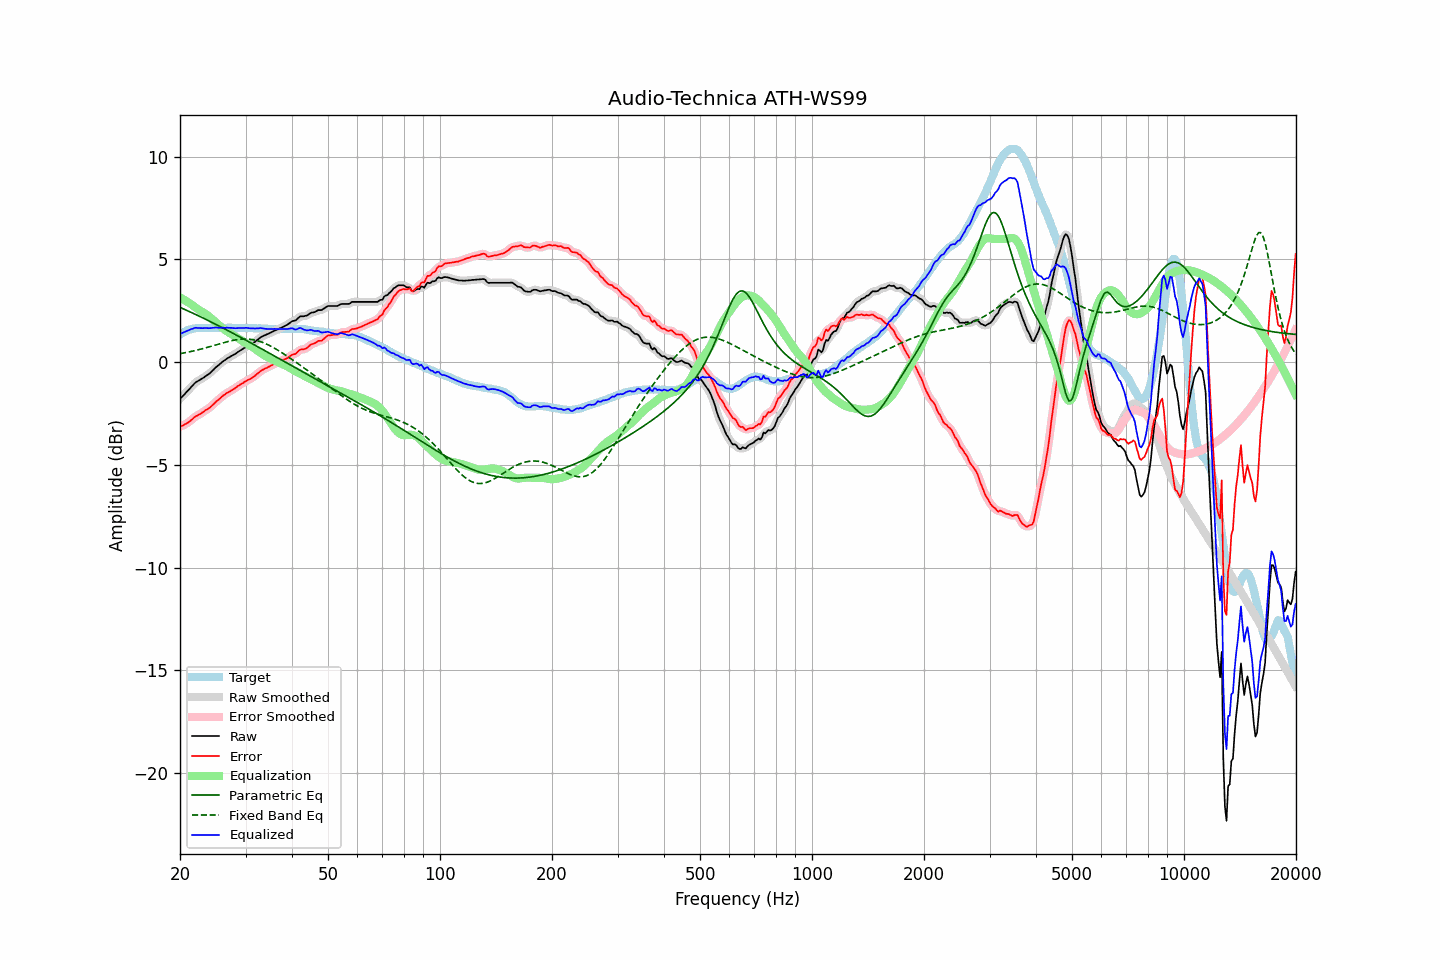 Audio-Technica ATH-WS99
Amplitude (dBr)
10
5
0
−5
−10
−15
−20
Target
Raw Smoothed
Error Smoothed
Raw
Error
Equalization
Parametric Eq
Fixed Band Eq
Equalized
20 50 100 200 500 1000 2000 5000 10000 20000
Frequency (Hz)